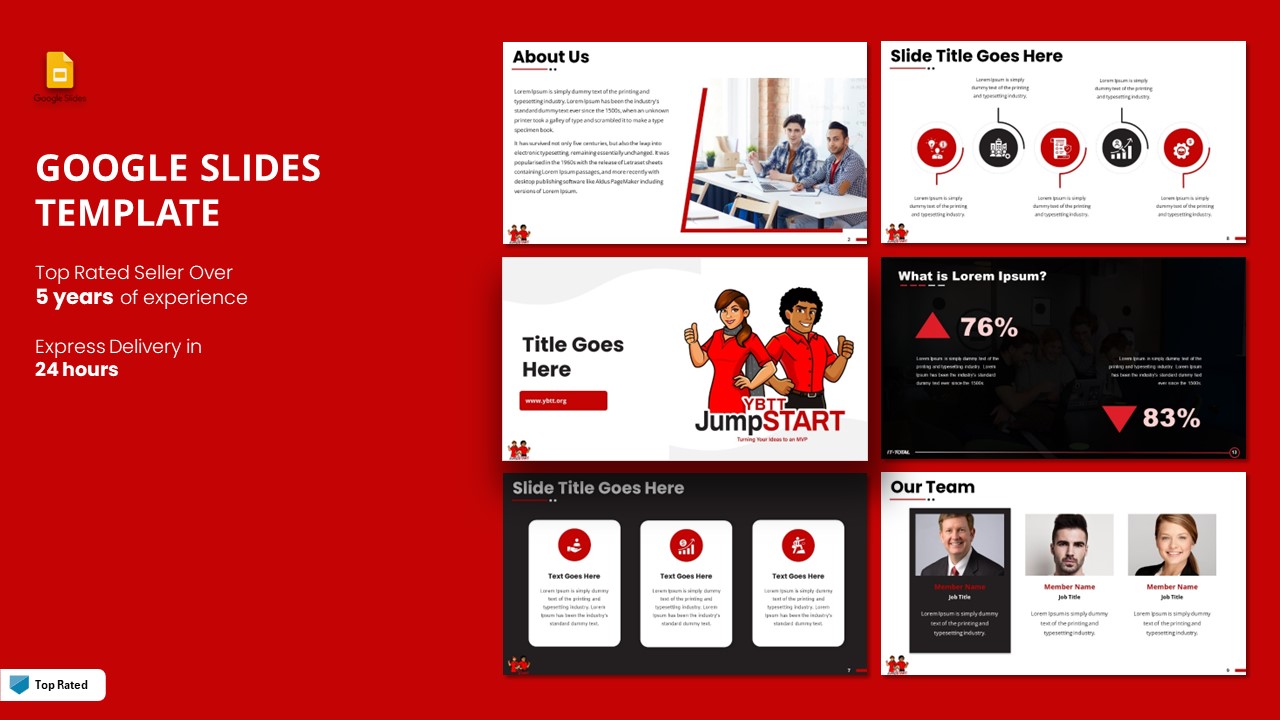 Google Slides
GOOGLE SLIDES
TEMPLATE
Top Rated Seller Over
5 years of experience
Express Delivery in
24 hours
Top Rated
About Us
Lorem Ipsum is simply dummy text of the printing and
typesetting industry. Lorem Ipsum has been the industry's
standard dummy text ever since the 1500s, when an unknown
printer took a galley of type and scrambled it to make a type
specimen book.
It has survived not only five centuries, but also the leap into
electronic typesetting, remaining essentially unchanged. It was
popularised in the 1960s with the release of Letraset sheets
containing Lorem Ipsum passages, and more recently with
desktop publishing software like Aldus PageMaker including
versions of Lorem Ipsum.
2
Slide Title Goes Here
Lorem Ipsum is simply
dummy text of the printing
and typesetting industry.
Lorem Ipsum is simply
dummy text of the printing
and typesetting industry.
Lorem Ipsum is simply
dummy text of the printing
and typesetting industry.
Lorem Ipsum is simply
dummy text of the printing
and typesetting industry.
Lorem Ipsum is simply
dummy text of the printing
and typesetting industry.
Title Goes
Here
www.ybtt.org
YBTT
JumpSTART
Turning Your Ideas to an MVP
What is Lorem Ipsum?
76%
Lorem Ipsum is simply dummy text of the
printing and typesetting industry. Lorem
Ipsum has been the industry's standard
dummy text ever since the 1500s.
Lorem Ipsum is simply dummy text of the
printing and typesetting industry. Lorem
Ipsum has been the industry's standard
dummy text ever since the 1500s.
83%
IT-TOTAL
13
Slide Title Goes Here
Text Goes Here
Lorem Ipsum is simply dummy
text of the printing and
typesetting industry. Lorem
Ipsum has been the industry's
standard dummy text.
Text Goes Here
Lorem Ipsum is simply dummy
text of the printing and
typesetting industry. Lorem
Ipsum has been the industry's
standard dummy text.
Text Goes Here
Lorem Ipsum is simply dummy
text of the printing and
typesetting industry. Lorem
Ipsum has been the industry's
standard dummy text.
7
Our Team
Member Name
Lorem Ipsum is simply dummy
text of the printing and
typesetting industry.
Member Name
Job Title
Lorem Ipsum is simply dummy
text of the printing and
typesetting industry.
Member Name
Job Title
Lorem Ipsum is simply dummy
text of the printing and
typesetting industry.